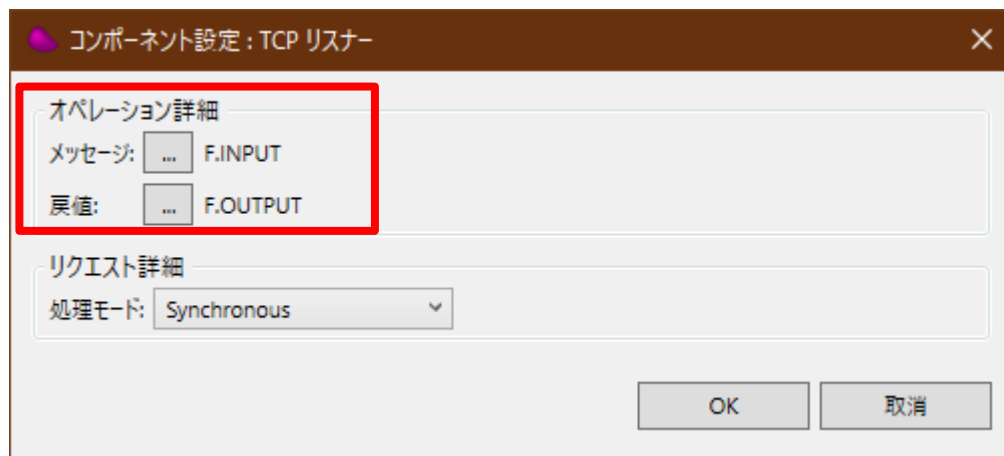 コンポーネント設定 : TCP リスナー
オペレーション詳細
メッセージ: ... F.INPUT
戻値: ... F.OUTPUT
リクエスト詳細
処理モード: Synchronous
OK 取消